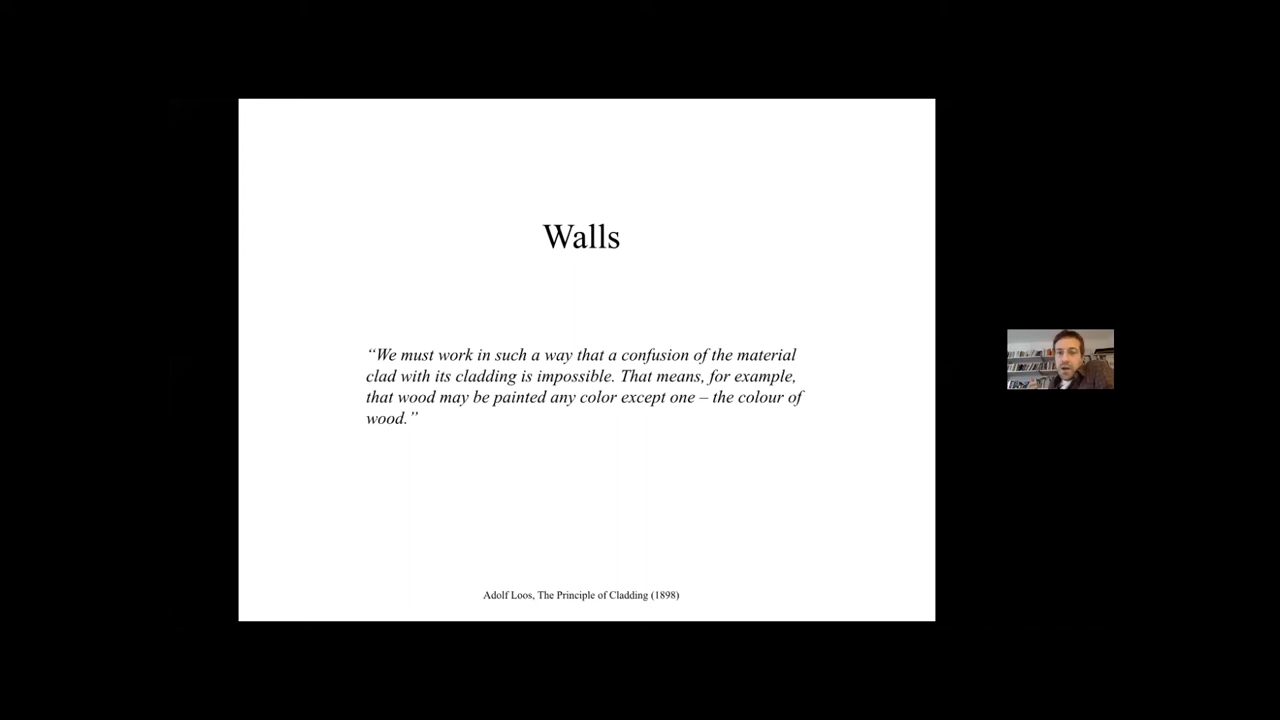 Walls
“We must work in such a way that a confusion of the material
clad with its cladding is impossible. That means, for example,
that wood may be painted any color except one – the colour of
wood.”
Adolf Loos, The Principle of Cladding (1898)